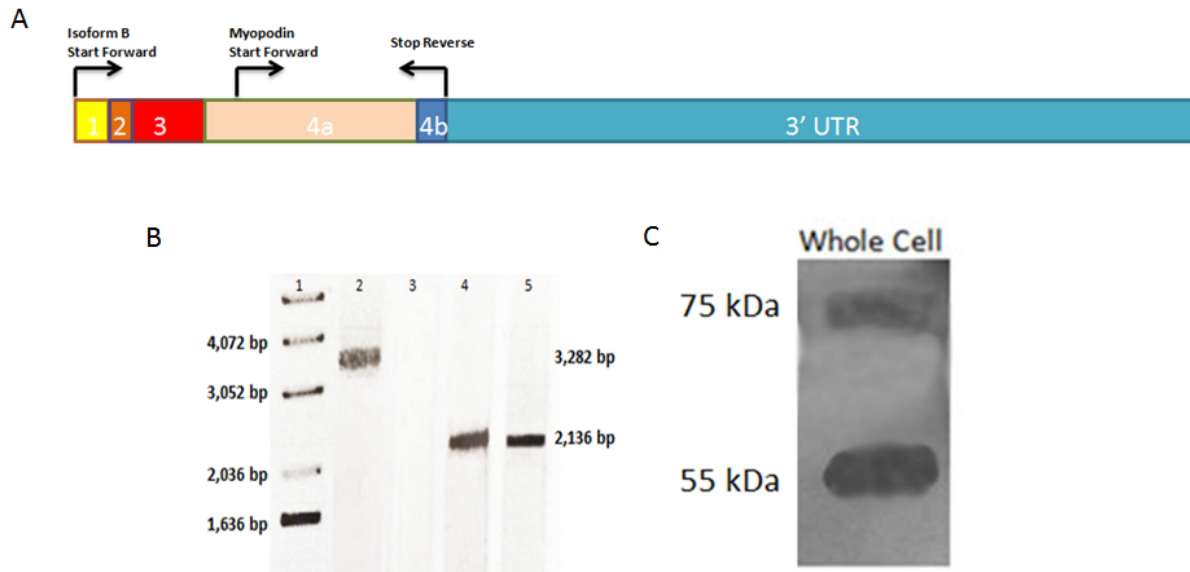 A
Isoform B
Start Forward
Myopodin
Start Forward
Stop Reverse
1
2
3
4a
4b
3’ UTR
B
1
2
3
4
5
4,072 bp
3,052 bp
2,036 bp
1,636 bp
3,282 bp
2,136 bp
C
Whole Cell
75 kDa
55 kDa